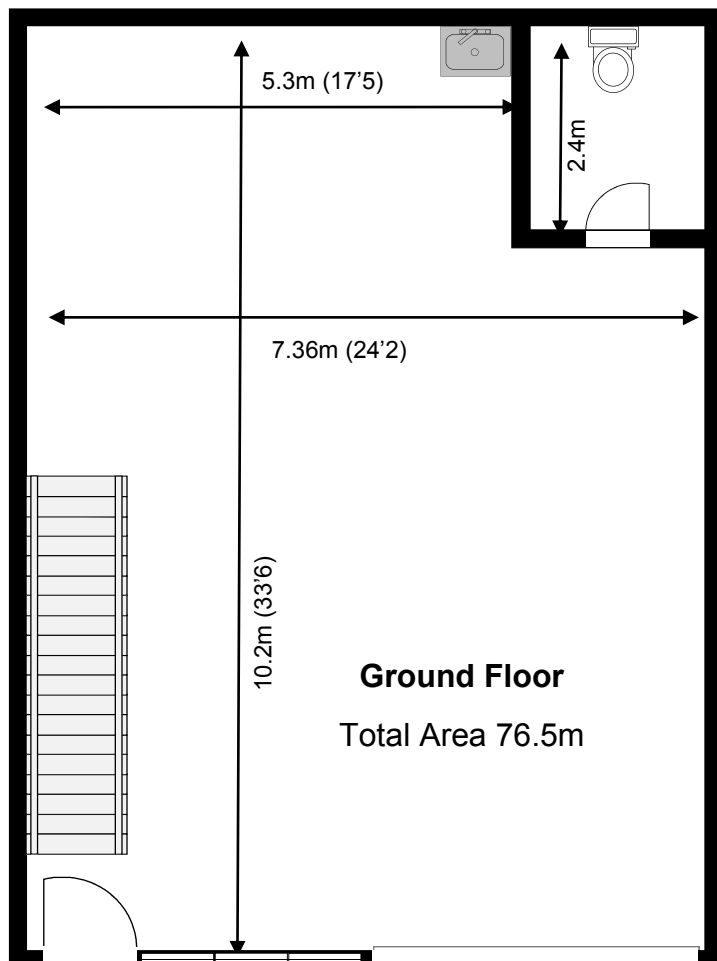 5.3m (17’5)
2.4m
7.36m (24’2)
10.2m (33’6)
Ground Floor
Total Area 76.5m